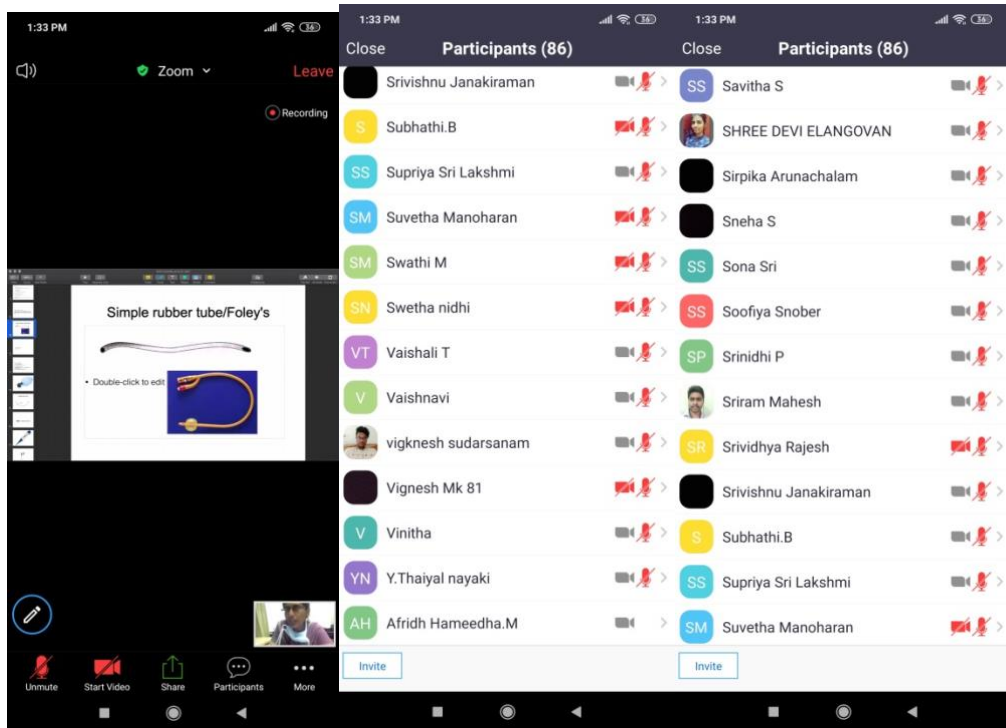 1:33 PM
36
Zoom
Leave
Recording
Simple rubber tube/Foley's
• Double-click to edit
Unmute
Start Video
Share
Participants
More
1:33 PM
36
Close
Participants (86)
Srivishnu Janakiraman
S
Subhathi.B
SS
Supriya Sri Lakshmi
SM
Suvetha Manoharan
SM
Swathi M
SN
Swetha nidhi
VT
Vaishali T
V
Vaishnavi
vigknesh sudarsanam
Vignesh Mk 81
V
Vinitha
YN
Y.Thaiyal nayaki
AH
Afridh Hameedha.M
Invite
1:33 PM
36
Close
Participants (86)
SS
Savitha S
SHREE DEVI ELANGOVAN
Sirpika Arunachalam
Sneha S
SS
Sona Sri
SS
Soofiya Snober
SP
Srinidhi P
Sriram Mahesh
SR
Srividhya Rajesh
Srivishnu Janakiraman
S
Subhathi.B
SS
Supriya Sri Lakshmi
SM
Suvetha Manoharan
Invite